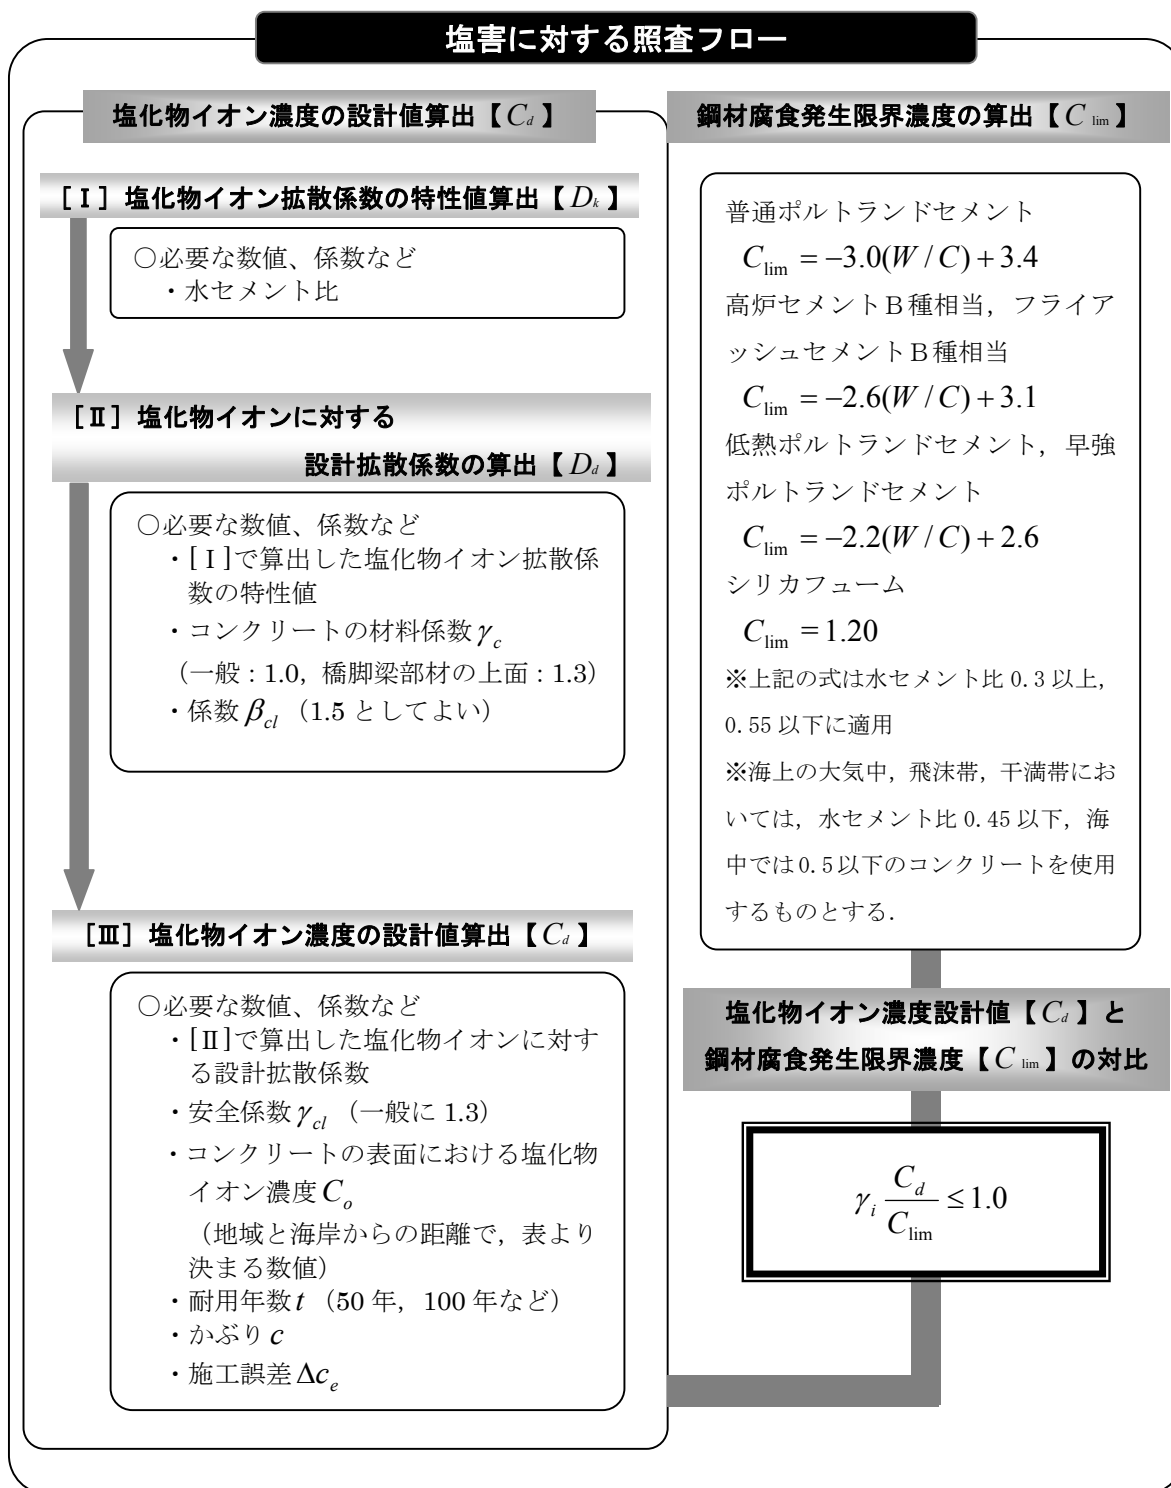 塩害に対する照査フロー
塩化物イオン濃度の設計値算出【C_d】
［Ⅰ］塩化物イオン拡散係数の特性値算出【D_k】
○必要な数値、係数など
・水セメント比
［Ⅱ］塩化物イオンに対する
設計拡散係数の算出【D_d】
○必要な数値、係数など
・[Ⅰ]で算出した塩化物イオン拡散係
数の特性値
・コンクリートの材料係数γ_c
（一般：1.0，橋脚梁部材の上面：1.3）
・係数β_cl（1.5 としてよい）
［Ⅲ］塩化物イオン濃度の設計値算出【C_d】
○必要な数値、係数など
・[Ⅱ]で算出した塩化物イオンに対す
る設計拡散係数
・安全係数γ_cl（一般に 1.3）
・コンクリートの表面における塩化物
イオン濃度C_o
（地域と海岸からの距離で，表より
決まる数値）
・耐用年数t（50 年，100 年など）
・かぶりc
・施工誤差Δc_e
鋼材腐食発生限界濃度の算出【C_lim】
普通ポルトランドセメント
C_lim = −3.0(W / C) + 3.4
高炉セメントＢ種相当，フライア
ッシュセメントＢ種相当
C_lim = −2.6(W / C) + 3.1
低熱ポルトランドセメント，早強
ポルトランドセメント
C_lim = −2.2(W / C) + 2.6
シリカフューム
C_lim = 1.20
※上記の式は水セメント比 0.3 以上，
0.55 以下に適用
※海上の大気中，飛沫帯，干満帯にお
いては，水セメント比 0.45 以下，海
中では 0.5 以下のコンクリートを使用
するものとする．
塩化物イオン濃度設計値【C_d】と
鋼材腐食発生限界濃度【C_lim】の対比
γ_i C_d / C_lim ≤ 1.0